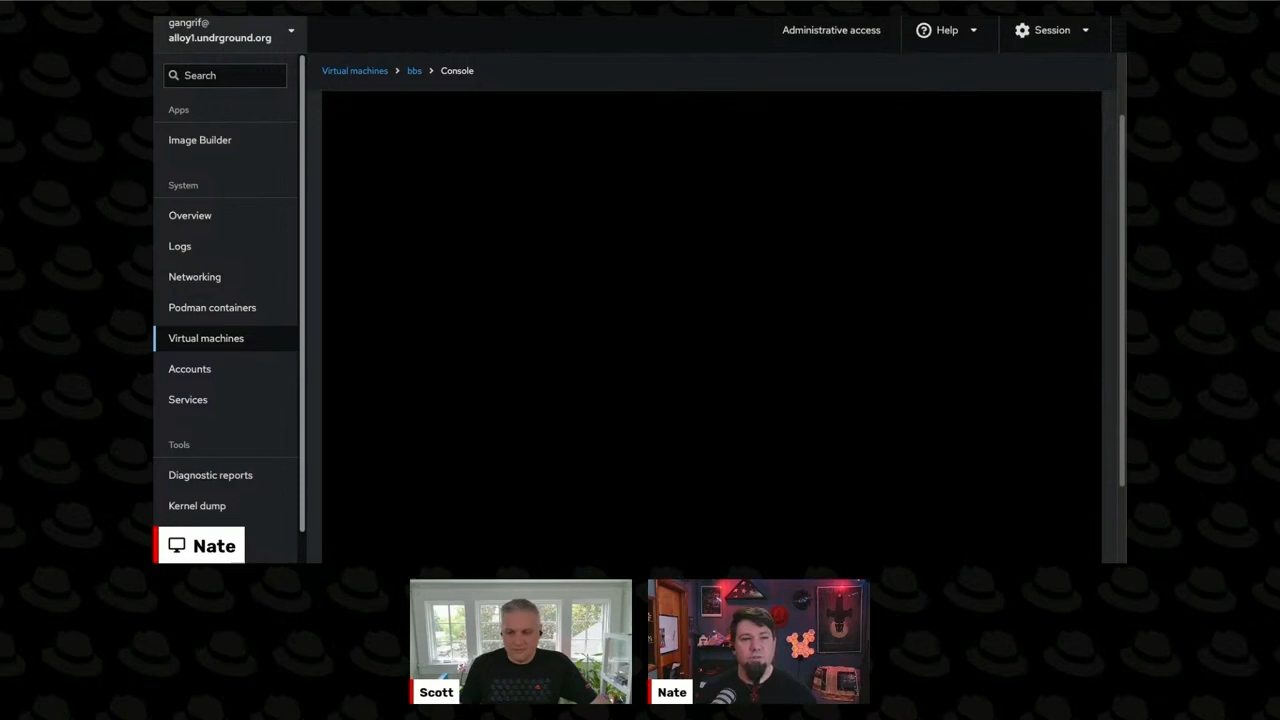 gangrif@
alloy1.undrground.org
Administrative access
Help
Session
Search
Virtual machines > bbs > Console
Apps
Image Builder
System
Overview
Logs
Networking
Podman containers
Virtual machines
Accounts
Services
Tools
Diagnostic reports
Kernel dump
Nate
Scott
Nate